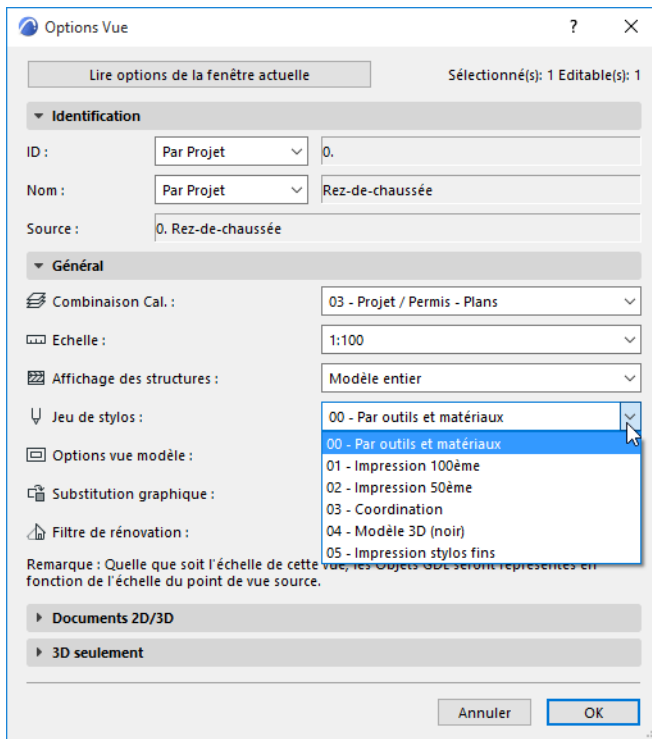 Options Vue
?
Lire options de la fenêtre actuelle
Sélectionné(s): 1 Editable(s): 1
Identification
ID : Par Projet 0.
Nom : Par Projet Rez-de-chaussée
Source : 0. Rez-de-chaussée
Général
Combinaison Cal. : 03 - Projet / Permis - Plans
Echelle : 1:100
Affichage des structures : Modèle entier
Jeu de stylos : 00 - Par outils et matériaux
00 - Par outils et matériaux
Options vue modèle : 01 - Impression 100ème
02 - Impression 50ème
Substitution graphique : 03 - Coordination
04 - Modèle 3D (noir)
Filtre de rénovation : 05 - Impression stylos fins
Remarque : Quelle que soit l'échelle de cette vue, les Objets GDL seront représentés en
fonction de l'échelle du point de vue source.
Documents 2D/3D
3D seulement
Annuler OK